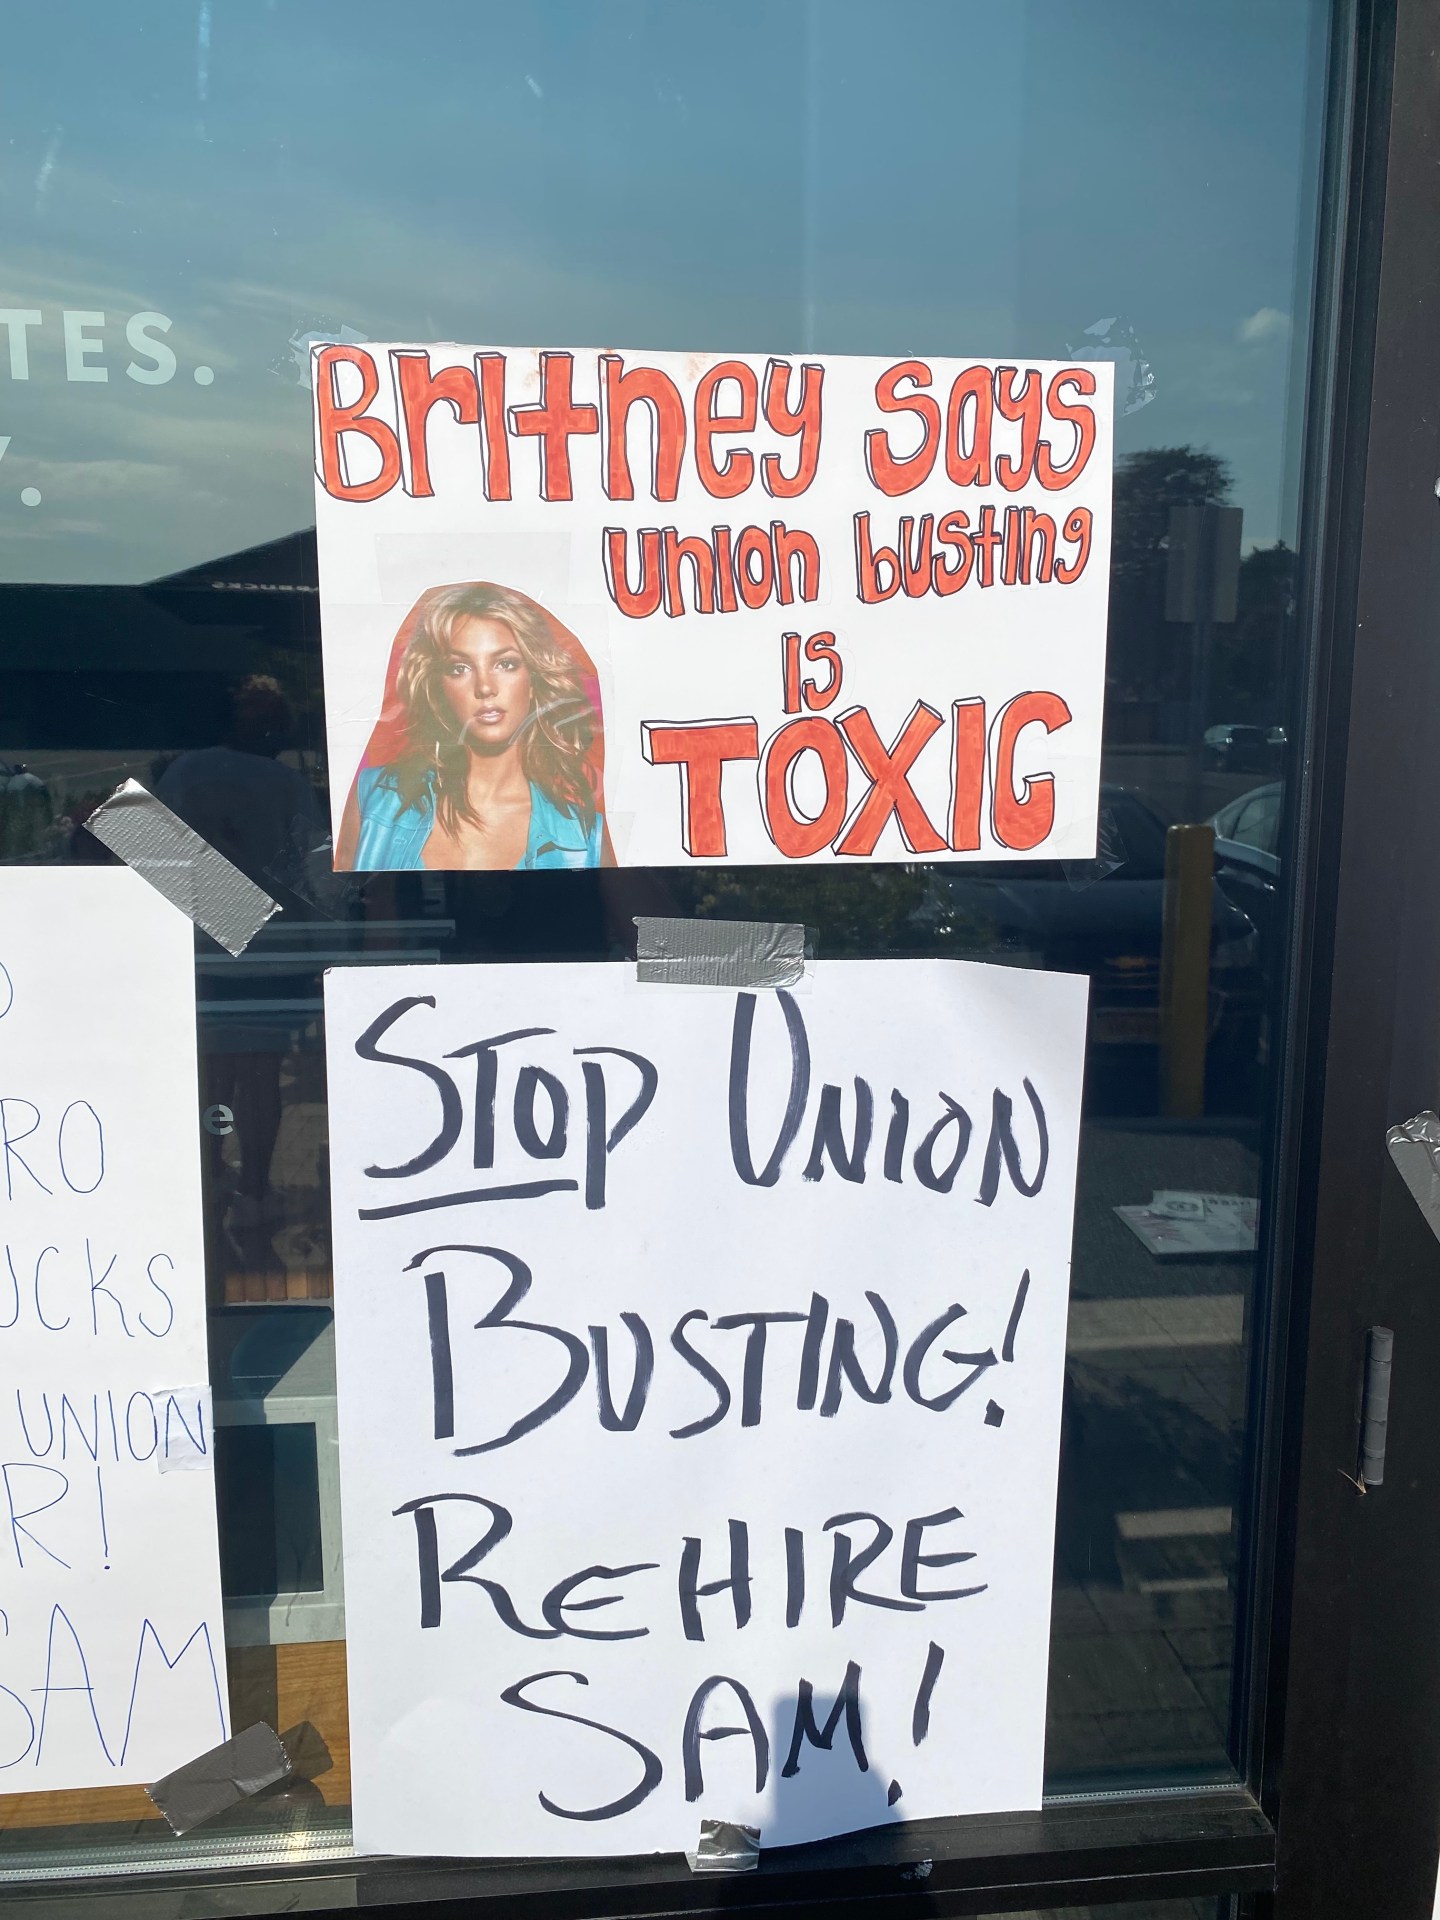 TES.
Britney says
union busting
is
TOXIC
STOP UNION
BUSTING!
REHIRE
SAM!
RO
e
UCKS
UNION
R!
SAM